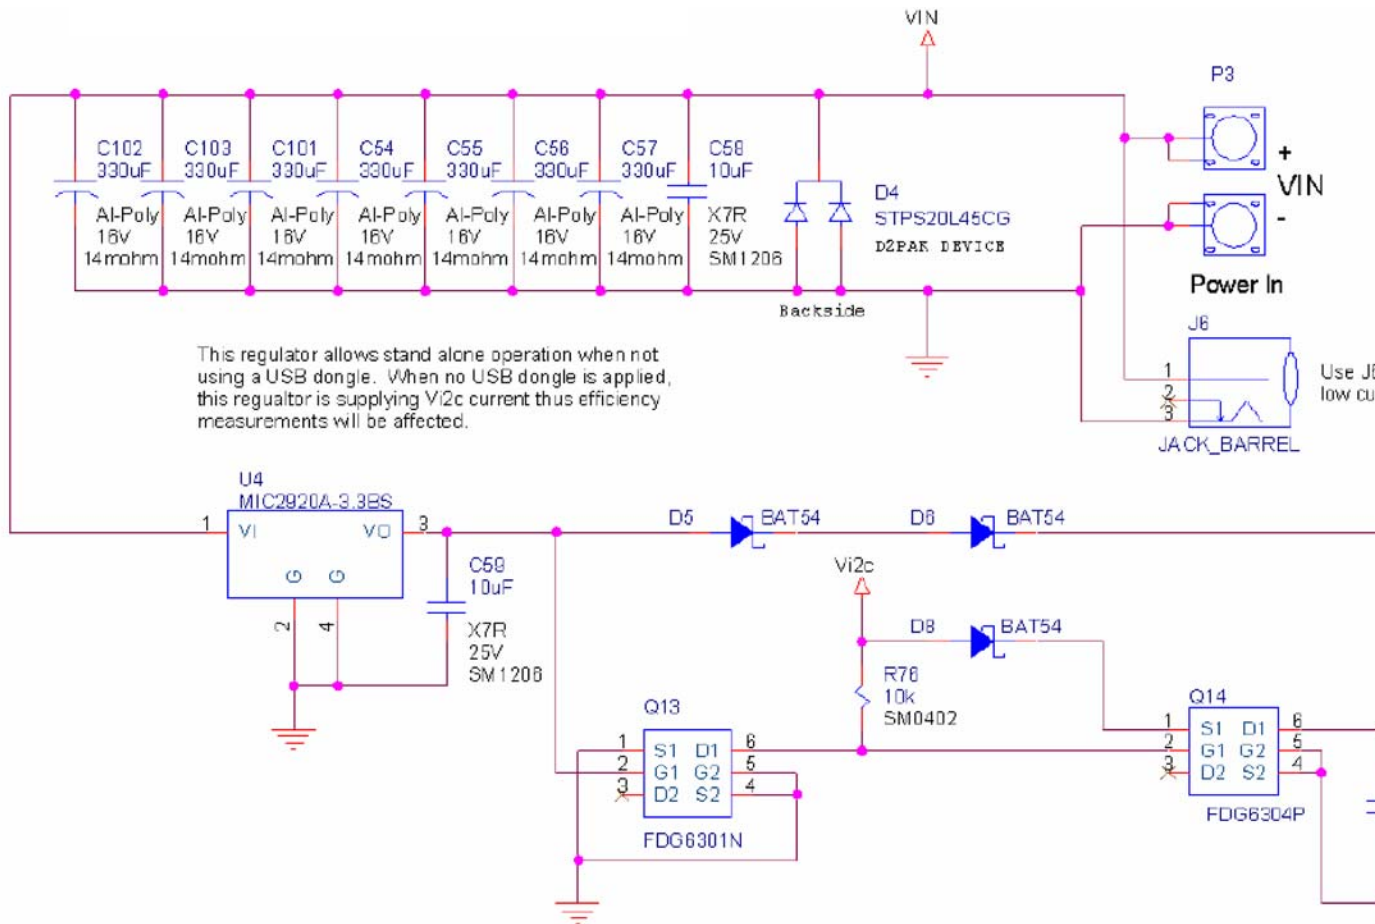 VIN
P3
C102
330uF
Al-Poly
16V
14mohm
C103
330uF
Al-Poly
16V
14mohm
C101
330uF
Al-Poly
16V
14mohm
C54
330uF
Al-Poly
16V
14mohm
C55
330uF
Al-Poly
16V
14mohm
C56
330uF
Al-Poly
16V
14mohm
C57
330uF
Al-Poly
16V
14mohm
C58
10uF
X7R
25V
SM1206
D4
STPS20L45CG
D2PAK DEVICE
Backside
+
VIN
-
Power In
J6
1
2
3
JACK_BARREL
Use J6
low cu
This regulator allows stand alone operation when not
using a USB dongle. When no USB dongle is applied,
this regualtor is supplying Vi2c current thus efficiency
measurements will be affected.
U4
MIC2920A-3.3BS
1
VI
VO
3
G
G
2
4
C59
10uF
X7R
25V
SM1206
D5
BAT54
D6
BAT54
Vi2c
D8
BAT54
R76
10k
SM0402
Q13
1
S1
D1
6
2
G1
G2
5
3
D2
S2
4
FDG6301N
Q14
1
S1
D1
6
2
G1
G2
5
3
D2
S2
4
FDG6304P